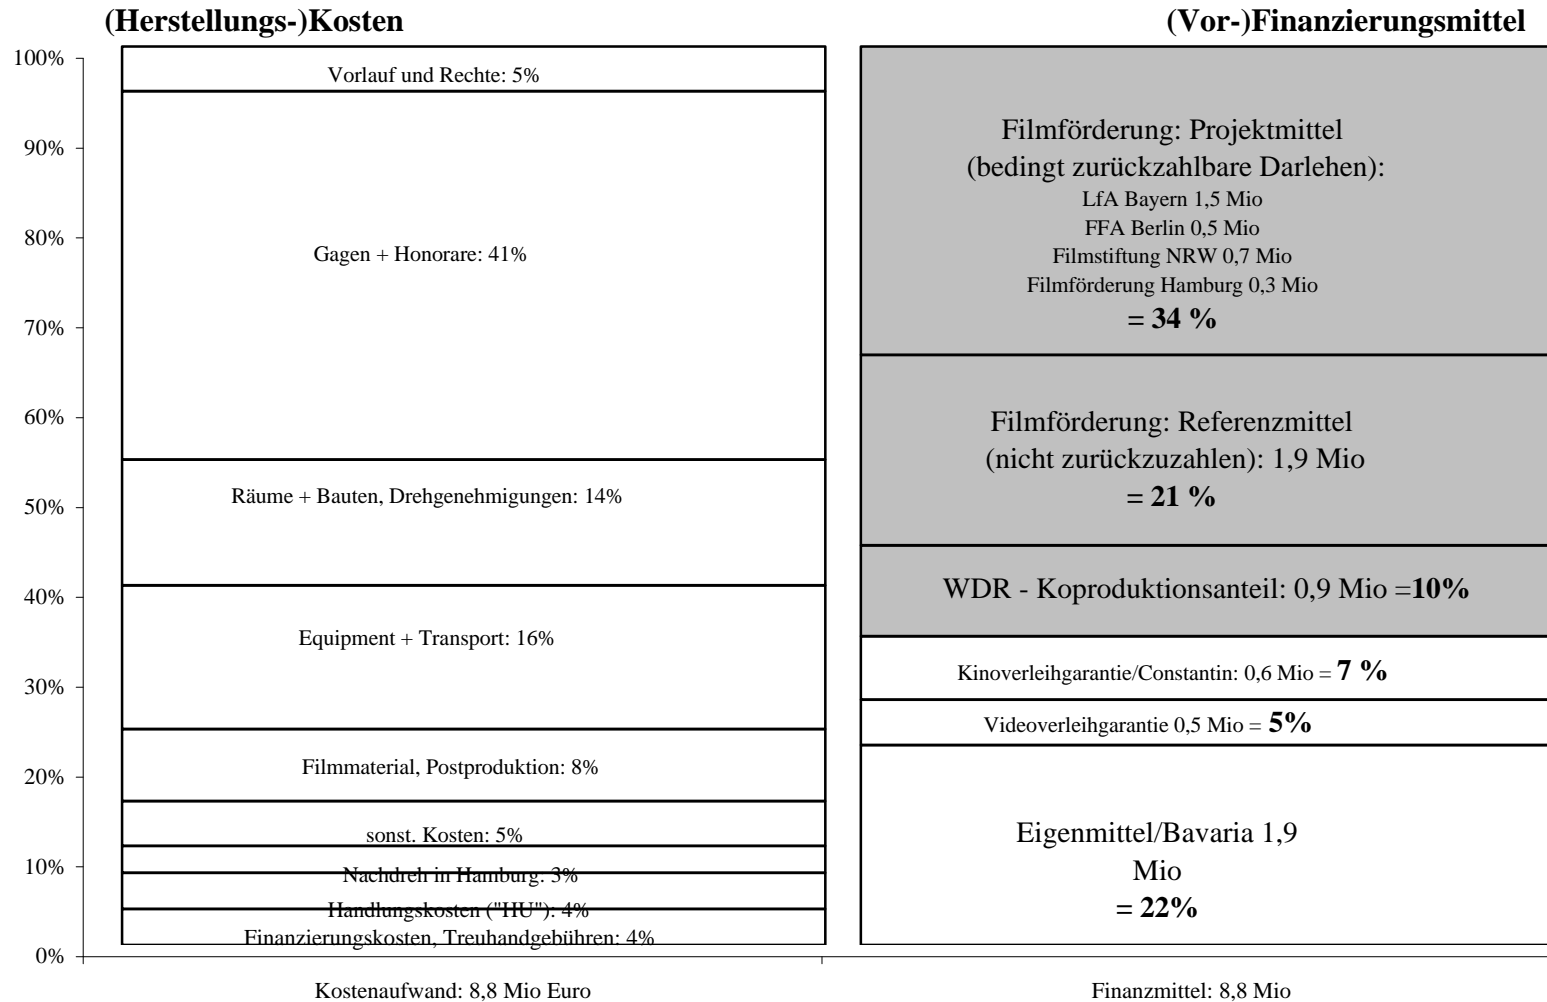 (Herstellungs-)Kosten
(Vor-)Finanzierungsmittel
100%
90%
80%
70%
60%
50%
40%
30%
20%
10%
0%
Vorlauf und Rechte: 5%
Gagen + Honorare: 41%
Räume + Bauten, Drehgenehmigungen: 14%
Equipment + Transport: 16%
Filmmaterial, Postproduktion: 8%
sonst. Kosten: 5%
Nachdreh in Hamburg: 3%
Handlungskosten ("HU"): 4%
Finanzierungskosten, Treuhandgebühren: 4%
Kostenaufwand: 8,8 Mio Euro
Filmförderung: Projektmittel
(bedingt zurückzahlbare Darlehen):
LfA Bayern 1,5 Mio
FFA Berlin 0,5 Mio
Filmstiftung NRW 0,7 Mio
Filmförderung Hamburg 0,3 Mio
= 34 %
Filmförderung: Referenzmittel
(nicht zurückzuzahlen): 1,9 Mio
= 21 %
WDR - Koproduktionsanteil: 0,9 Mio =10%
Kinoverleihgarantie/Constantin: 0,6 Mio = 7 %
Videoverleihgarantie 0,5 Mio = 5%
Eigenmittel/Bavaria 1,9
Mio
= 22%
Finanzmittel: 8,8 Mio